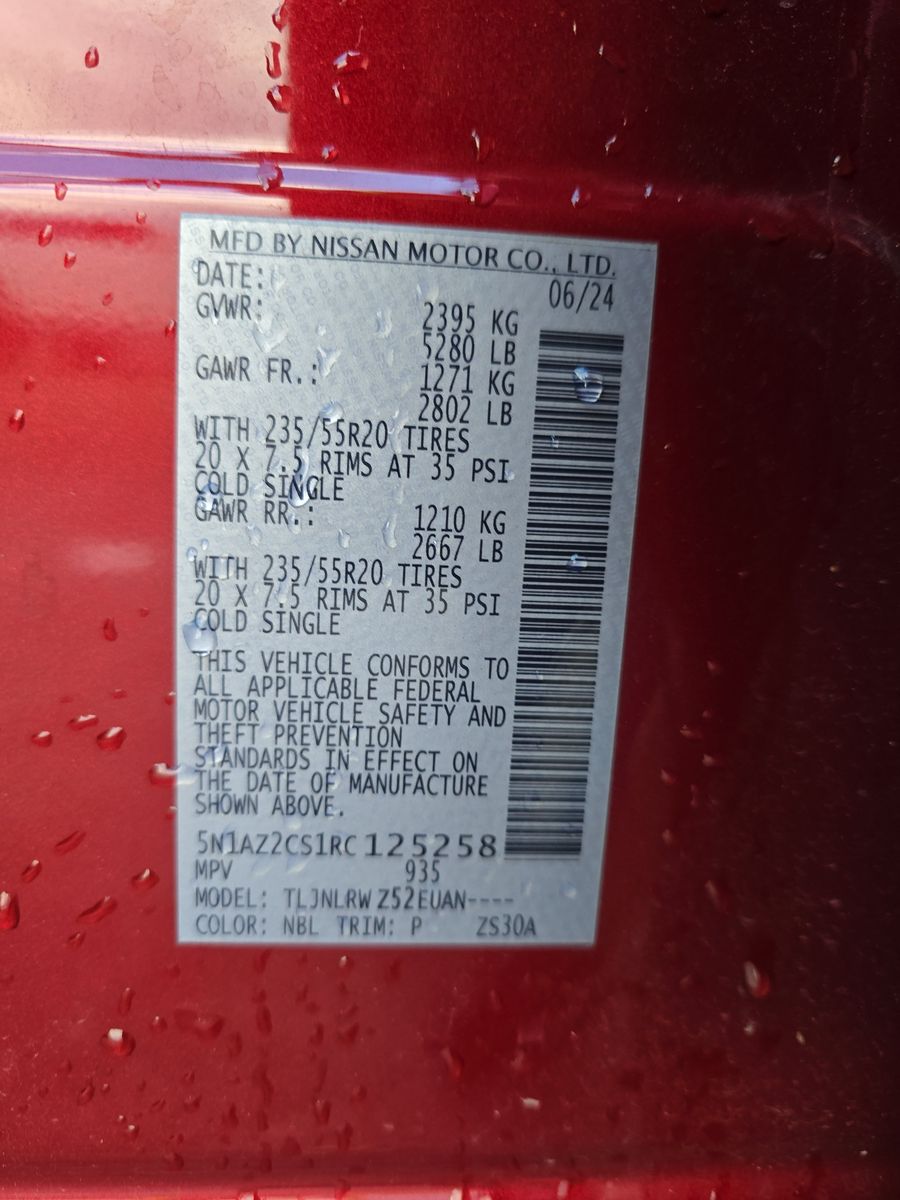 MFD BY NISSAN MOTOR CO., LTD.
DATE: 06/24
GVWR: 2395 KG
5280 LB
GAWR FR.: 1271 KG
2802 LB
WITH 235/55R20 TIRES
20 X 7.5 RIMS AT 35 PSI
COLD SINGLE
GAWR RR.: 1210 KG
2667 LB
WITH 235/55R20 TIRES
20 X 7.5 RIMS AT 35 PSI
COLD SINGLE
THIS VEHICLE CONFORMS TO
ALL APPLICABLE FEDERAL
MOTOR VEHICLE SAFETY AND
THEFT PREVENTION
STANDARDS IN EFFECT ON
THE DATE OF MANUFACTURE
SHOWN ABOVE.
5N1AZ2CS1RC125258
MPV 935
MODEL: TLJNLRW Z52EUAN----
COLOR: NBL TRIM: P ZS30A